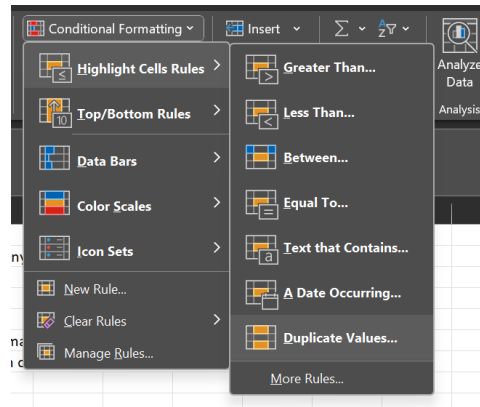 Conditional Formatting
Insert
Analyze
Data
Analysis
Highlight Cells Rules
Top/Bottom Rules
10
Data Bars
Color Scales
Icon Sets
New Rule...
Clear Rules
Manage Rules...
Greater Than...
Less Than...
Between...
Equal To...
Text that Contains...
a
A Date Occurring...
Duplicate Values...
More Rules...